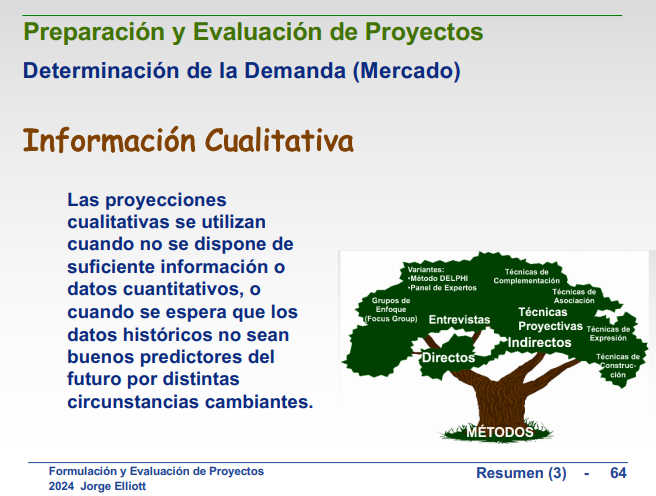 Preparación y Evaluación de Proyectos
Determinación de la Demanda (Mercado)
Información Cualitativa
Las proyecciones
cualitativas se utilizan
cuando no se dispone de
suficiente información o
datos cuantitativos, o
cuando se espera que los
datos históricos no sean
buenos predictores del
futuro por distintas
circunstancias cambiantes.
Variantes:
•Método DELPHI
•Panel de Expertos
Técnicas de
Complementación
Técnicas de
Asociación
Grupos de
Enfoque
(Focus Group)
Entrevistas
Técnicas
Proyectivas
Técnicas de
Expresión
Directos
Indirectos
Técnicas de
Construc-
ción
MÉTODOS
Formulación y Evaluación de Proyectos
2024 Jorge Elliott
Resumen (3) - 64